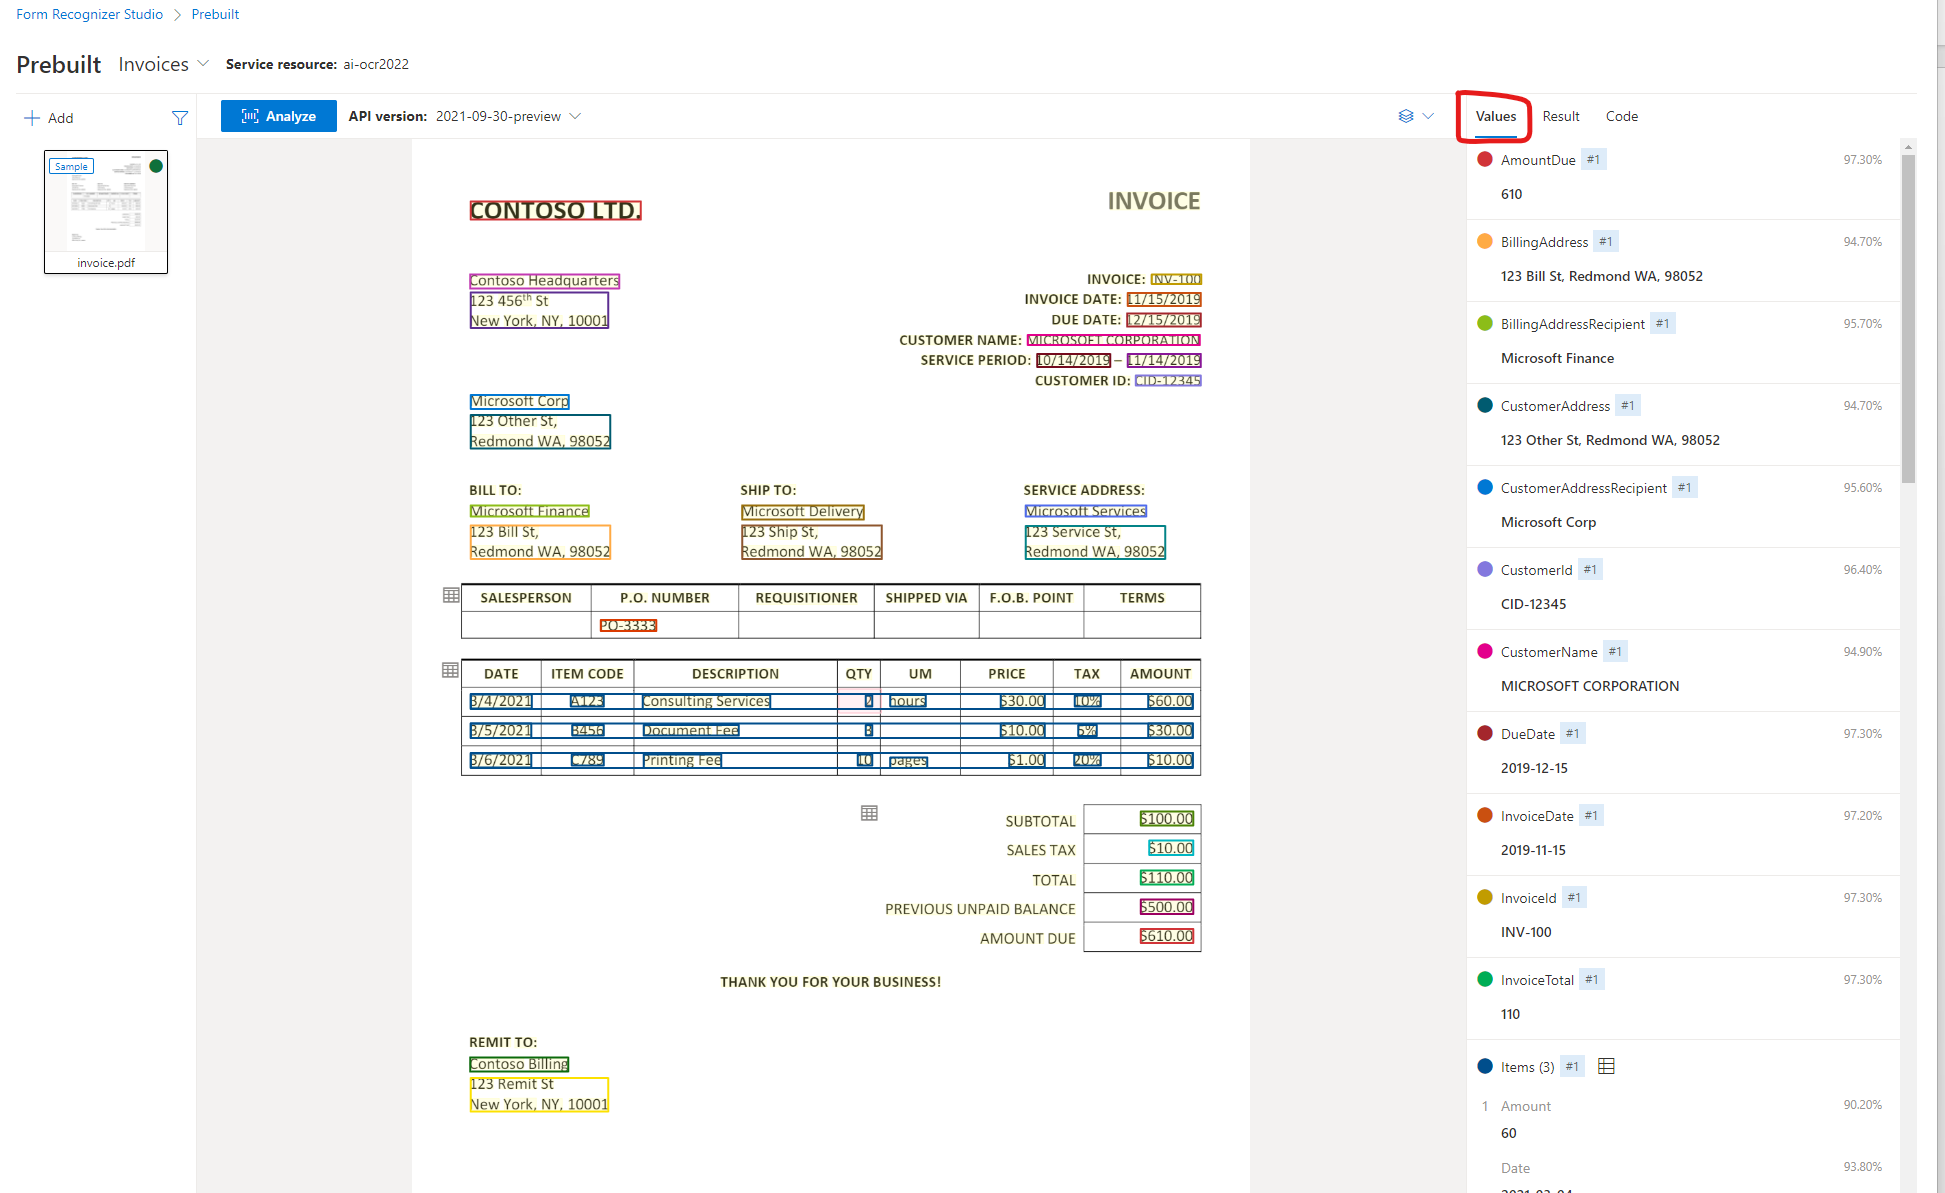 Form Recognizer Studio > Prebuilt
Prebuilt Invoices Service resource: ai-ocr2022
Add
Sample
invoice.pdf
Analyze API version: 2021-09-30-preview
CONTOSO LTD.
INVOICE
Contoso Headquarters
123 456th St
New York, NY, 10001
INVOICE: INV-100
INVOICE DATE: 11/15/2019
DUE DATE: 12/15/2019
CUSTOMER NAME: MICROSOFT CORPORATION
SERVICE PERIOD: 10/14/2019 – 11/14/2019
CUSTOMER ID: CID-12345
Microsoft Corp
123 Other St,
Redmond WA, 98052
BILL TO:
Microsoft Finance
123 Bill St,
Redmond WA, 98052
SHIP TO:
Microsoft Delivery
123 Ship St,
Redmond WA, 98052
SERVICE ADDRESS:
Microsoft Services
123 Service St,
Redmond WA, 98052
SALESPERSON P.O. NUMBER REQUISITIONER SHIPPED VIA F.O.B. POINT TERMS
PO-3333
DATE ITEM CODE DESCRIPTION QTY UM PRICE TAX AMOUNT
3/4/2021 A123 Consulting Services 2 hours $30.00 10% $60.00
3/5/2021 B456 Document Fee 3 $10.00 5% $30.00
3/6/2021 C789 Printing Fee 10 pages $1.00 20% $10.00
SUBTOTAL $100.00
SALES TAX $10.00
TOTAL $110.00
PREVIOUS UNPAID BALANCE $500.00
AMOUNT DUE $610.00
THANK YOU FOR YOUR BUSINESS!
REMIT TO:
Contoso Billing
123 Remit St
New York, NY, 10001
Values Result Code
AmountDue #1 97.30%
610
BillingAddress #1 94.70%
123 Bill St, Redmond WA, 98052
BillingAddressRecipient #1 95.70%
Microsoft Finance
CustomerAddress #1 94.70%
123 Other St, Redmond WA, 98052
CustomerAddressRecipient #1 95.60%
Microsoft Corp
CustomerId #1 96.40%
CID-12345
CustomerName #1 94.90%
MICROSOFT CORPORATION
DueDate #1 97.30%
2019-12-15
InvoiceDate #1 97.20%
2019-11-15
InvoiceId #1 97.30%
INV-100
InvoiceTotal #1 97.30%
110
Items (3) #1
1 Amount 90.20%
60
Date 93.80%
2021-03-04